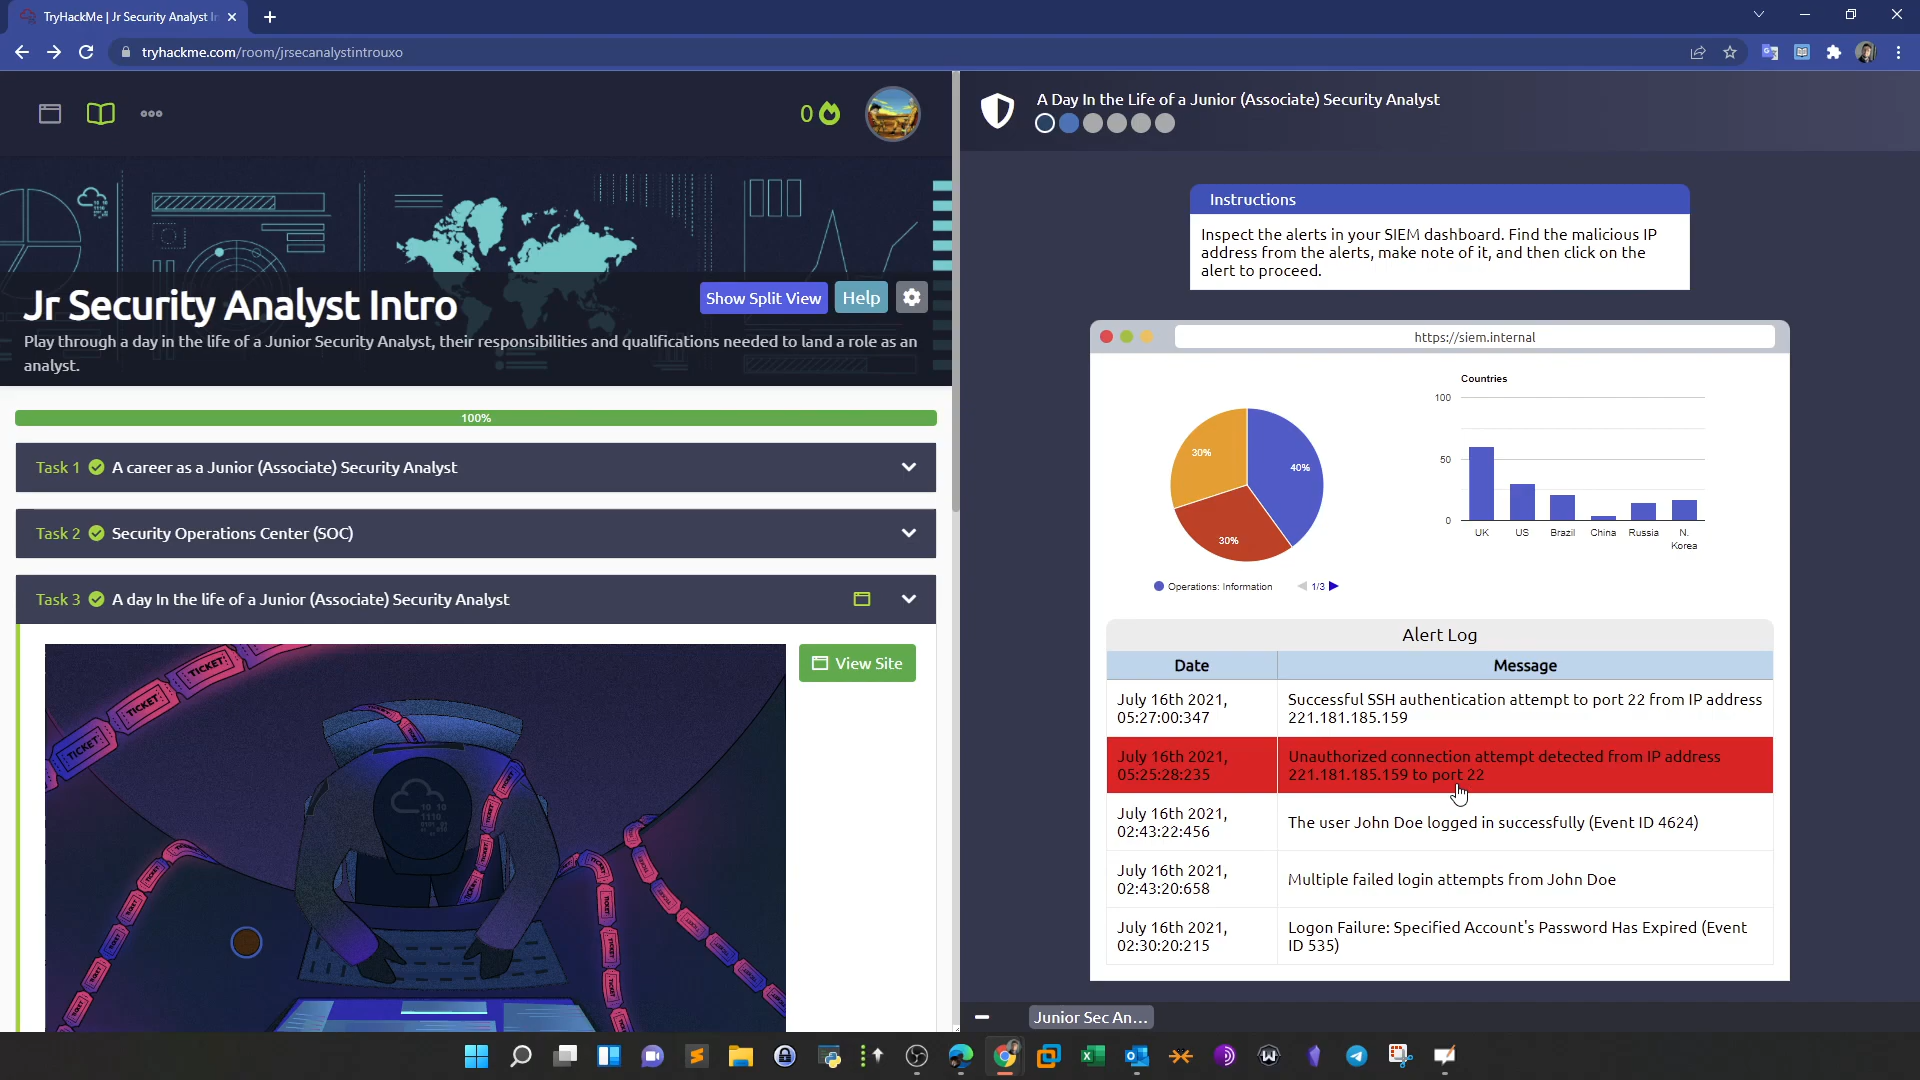 TryHackMe | Jr Security Analyst In
tryhackme.com/room/jrsecanalystintrouxo
0
Jr Security Analyst Intro
Show Split View
Help
Play through a day in the life of a Junior Security Analyst, their responsibilities and qualifications needed to land a role as an
analyst.
100%
Task 1 A career as a Junior (Associate) Security Analyst
Task 2 Security Operations Center (SOC)
Task 3 A day In the life of a Junior (Associate) Security Analyst
View Site
TICKET
TICKET
TICKET
TICKET
TICKET
TICKET
TICKET
TICKET
TICKET
TICKET
TICKET
A Day In the Life of a Junior (Associate) Security Analyst
Instructions
Inspect the alerts in your SIEM dashboard. Find the malicious IP
address from the alerts, make note of it, and then click on the
alert to proceed.
https://siem.internal
30%
40%
30%
Operations: Information
1/3
Countries
100
50
0
UK US Brazil China Russia N.
Korea
Alert Log
Date Message
July 16th 2021,
05:27:00:347
Successful SSH authentication attempt to port 22 from IP address
221.181.185.159
July 16th 2021,
05:25:28:235
Unauthorized connection attempt detected from IP address
221.181.185.159 to port 22
July 16th 2021,
02:43:22:456
The user John Doe logged in successfully (Event ID 4624)
July 16th 2021,
02:43:20:658
Multiple failed login attempts from John Doe
July 16th 2021,
02:30:20:215
Logon Failure: Specified Account's Password Has Expired (Event
ID 535)
Junior Sec An...